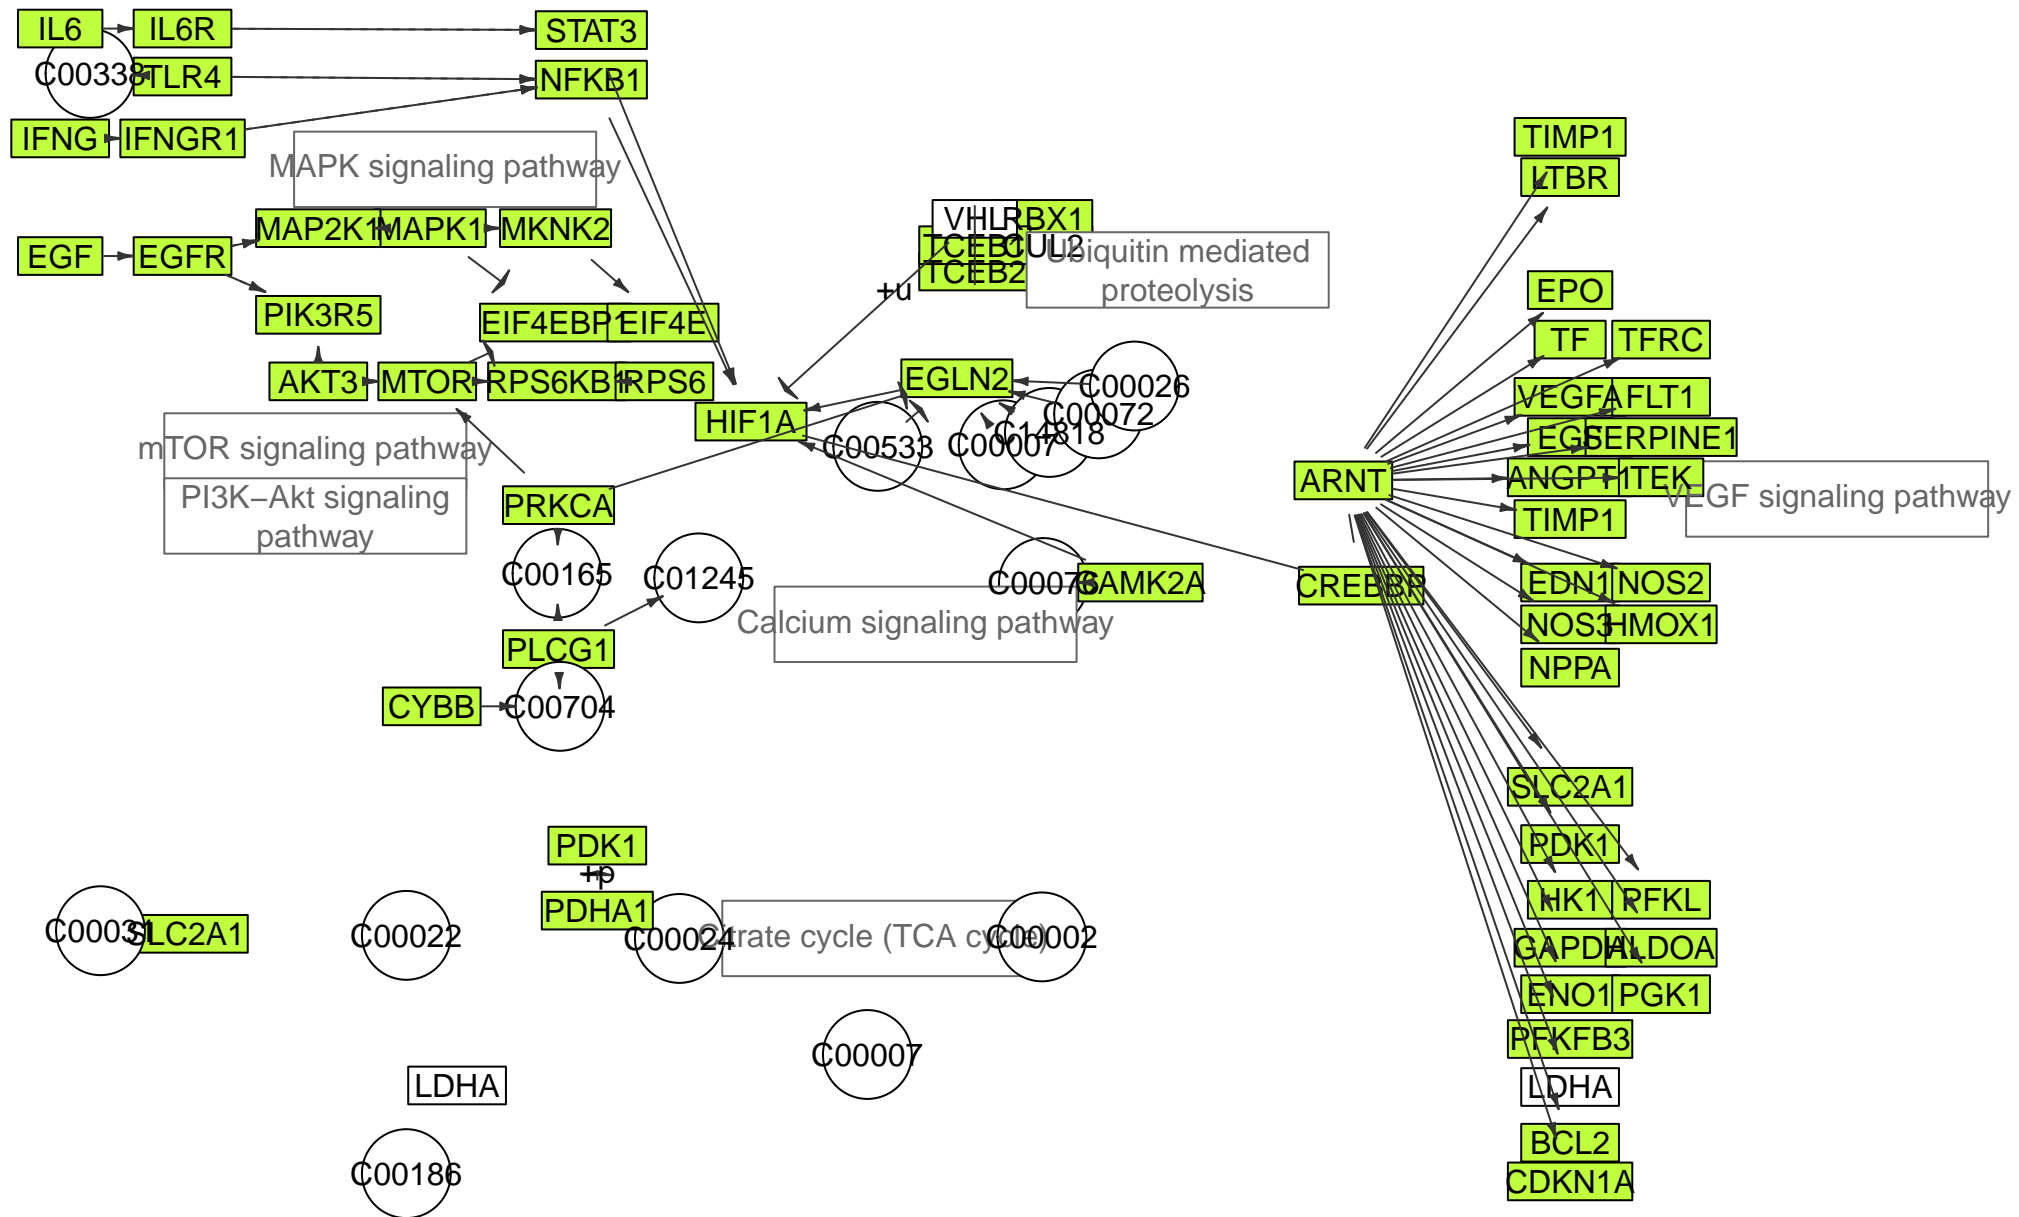 IL6
IL6R
STAT3
C00338
TLR4
NFKB1
IFNG
IFNGR1
MAPK signaling pathway
MAP2K1
MAPK1
MKNK2
EGF
EGFR
PIK3R5
EIF4EBP1
EIF4E
AKT3
MTOR
RPS6KB1
RPS6
mTOR signaling pathway
PI3K−Akt signaling
pathway
HIF1A
VHL
RBX1
TCEB1
CUL2
TCEB2
Ubiquitin mediated
proteolysis
+u
EGLN2
C00533
C00007
C14818
C00072
C00026
PRKCA
C00165
C01245
PLCG1
CYBB
C00704
C00076
CAMK2A
Calcium signaling pathway
CREBBP
ARNT
TIMP1
LTBR
EPO
TF
TFRC
VEGFA
FLT1
EGF
SERPINE1
ANGPT1
TEK
TIMP1
VEGF signaling pathway
EDN1
NOS2
NOS3
HMOX1
NPPA
SLC2A1
PDK1
HK1
PFKL
GAPDH
ALDOA
ENO1
PGK1
PFKFB3
LDHA
BCL2
CDKN1A
PDK1
+p
PDHA1
C00031
SLC2A1
C00022
C00024
Citrate cycle (TCA cycle)
C00002
C00007
LDHA
C00186